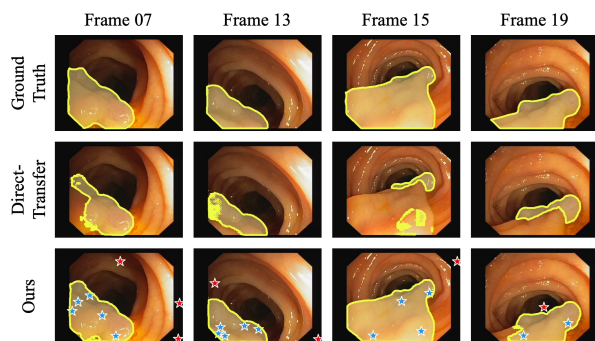 Frame 07 Frame 13 Frame 15 Frame 19
Ground
Truth
Direct-
Transfer
Ours